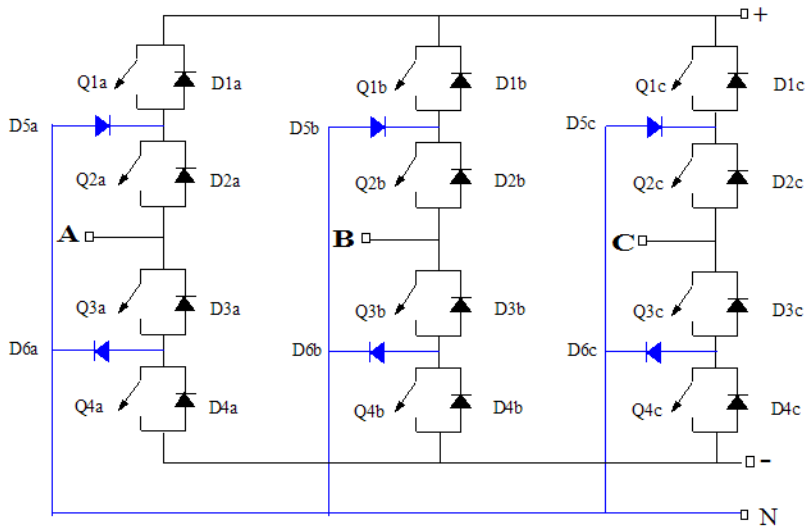 +
Q1a D1a Q1b D1b Q1c D1c
D5a D5b D5c
Q2a D2a Q2b D2b Q2c D2c
A B C
Q3a D3a Q3b D3b Q3c D3c
D6a D6b D6c
Q4a D4a Q4b D4b Q4c D4c
-
N